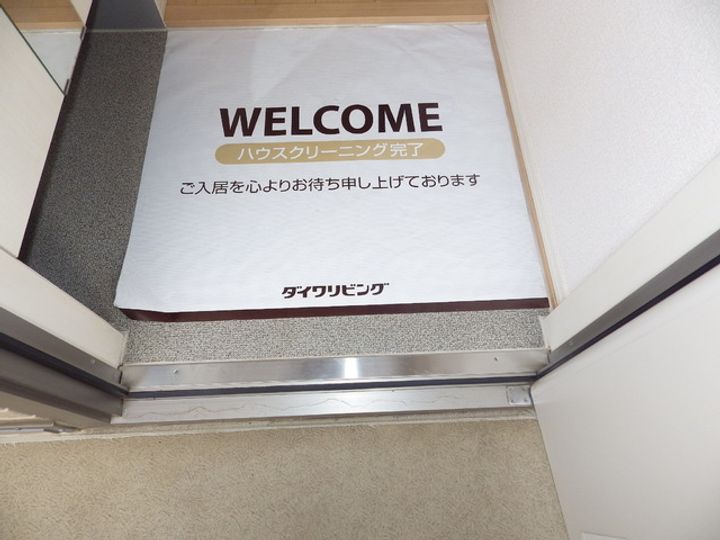 WELCOME
ハウスクリーニング完了
ご入居を心よりお待ち申し上げております
ダイワリビング